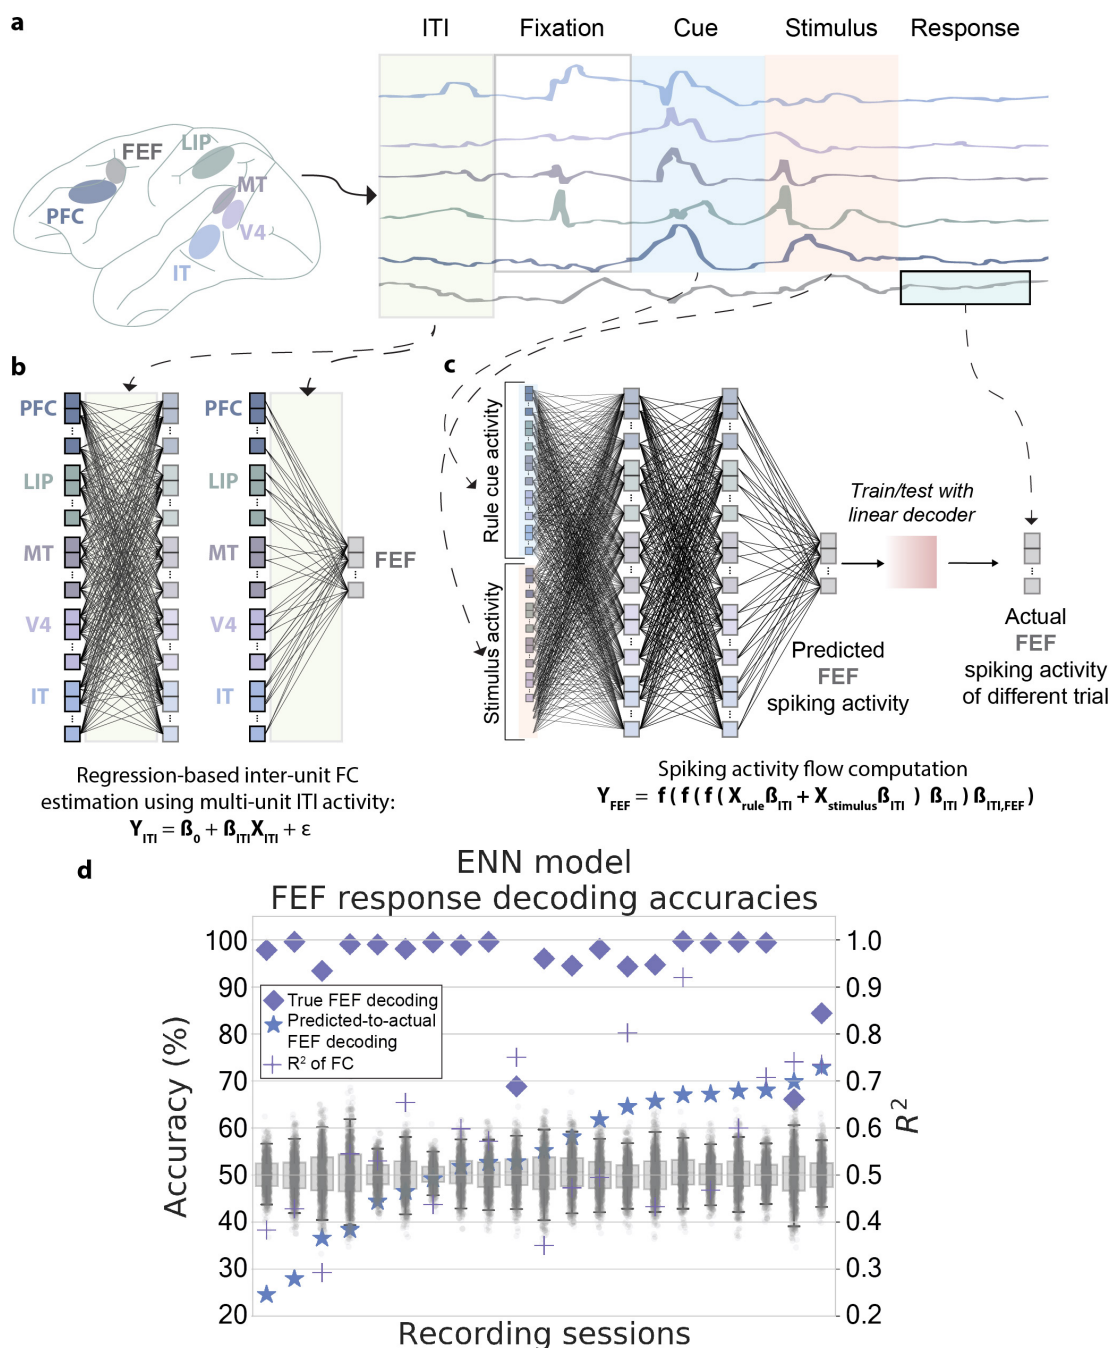 a
ITI Fixation Cue Stimulus Response
FEF
LIP
MT
PFC
V4
IT
b
PFC
LIP
MT
V4
IT
PFC
LIP
MT
V4
IT
FEF
Regression-based inter-unit FC
estimation using multi-unit ITI activity:
Y_ITI = ß_0 + ß_ITI X_ITI + ε
c
Rule cue activity
Stimulus activity
Train/test with
linear decoder
Predicted
FEF
spiking activity
Actual
FEF
spiking activity
of different trial
Spiking activity flow computation
Y_FEF = f ( f ( f ( X_rule ß_ITI + X_stimulus ß_ITI ) ß_ITI ) ß_ITI,FEF )
d
ENN model
FEF response decoding accuracies
Accuracy (%)
100
90
80
70
60
50
40
30
20
True FEF decoding
Predicted-to-actual
FEF decoding
R² of FC
1.0
0.9
0.8
0.7
0.6
0.5
0.4
0.3
0.2
R²
Recording sessions